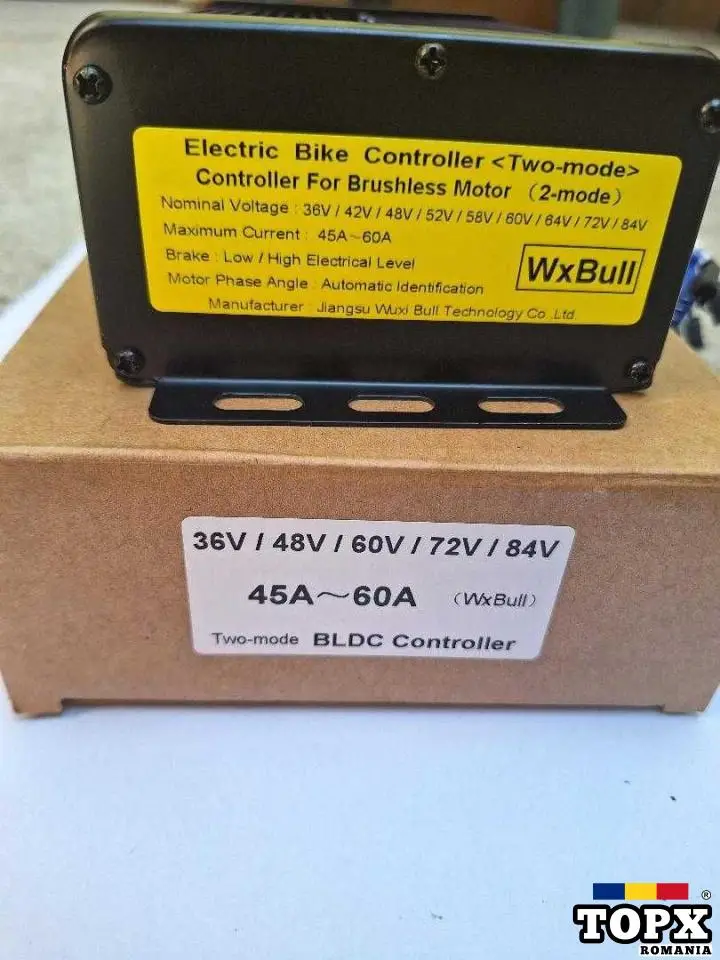 Electric Bike Controller <Two-mode>
Controller For Brushless Motor （2-mode）
Nominal Voltage : 36V / 42V / 48V / 52V / 58V / 60V / 64V / 72V / 84V
Maximum Current : 45A~60A
Brake : Low / High Electrical Level
Motor Phase Angle : Automatic Identification
WxBull
Manufacturer : Jiangsu Wuxi Bull Technology Co .Ltd.
36V / 48V / 60V / 72V / 84V
45A～60A （WxBull）
Two-mode BLDC Controller
®
TOPX
ROMANIA